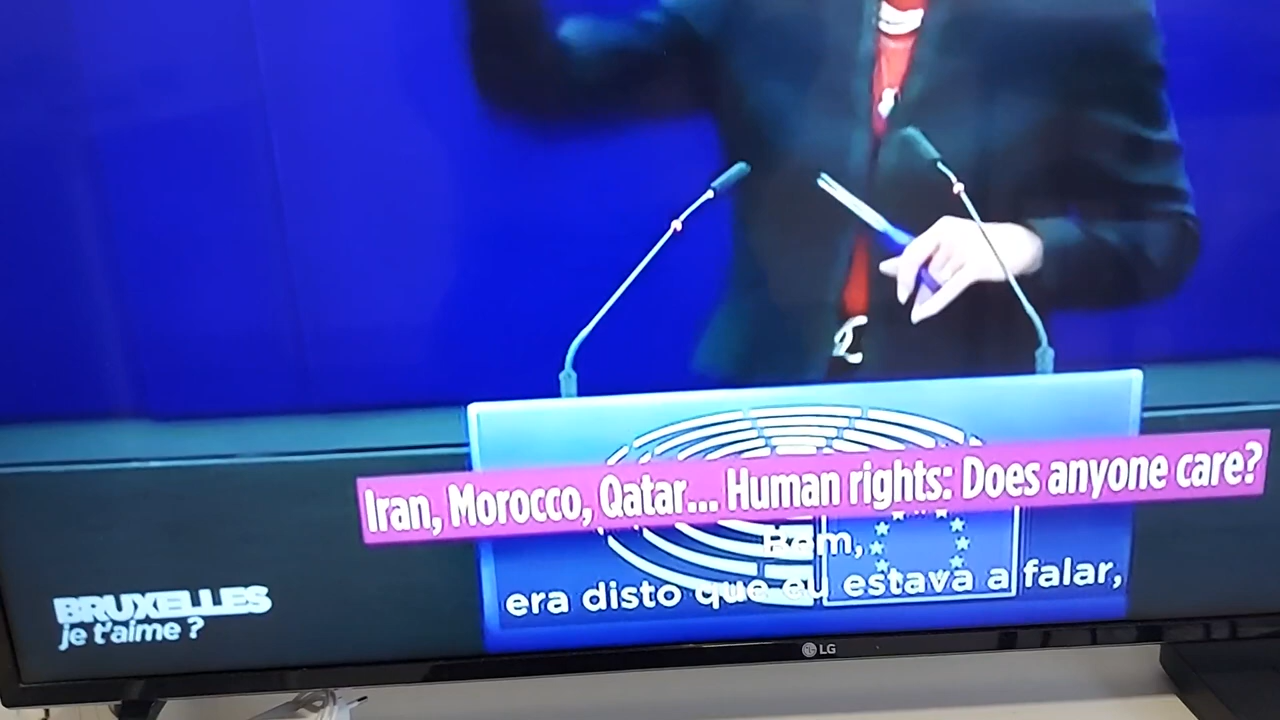 Iran, Morocco, Qatar... Human rights: Does anyone care?
Bem,
era disto que eu estava a falar,
BRUXELLES
je t'aime ?
LG